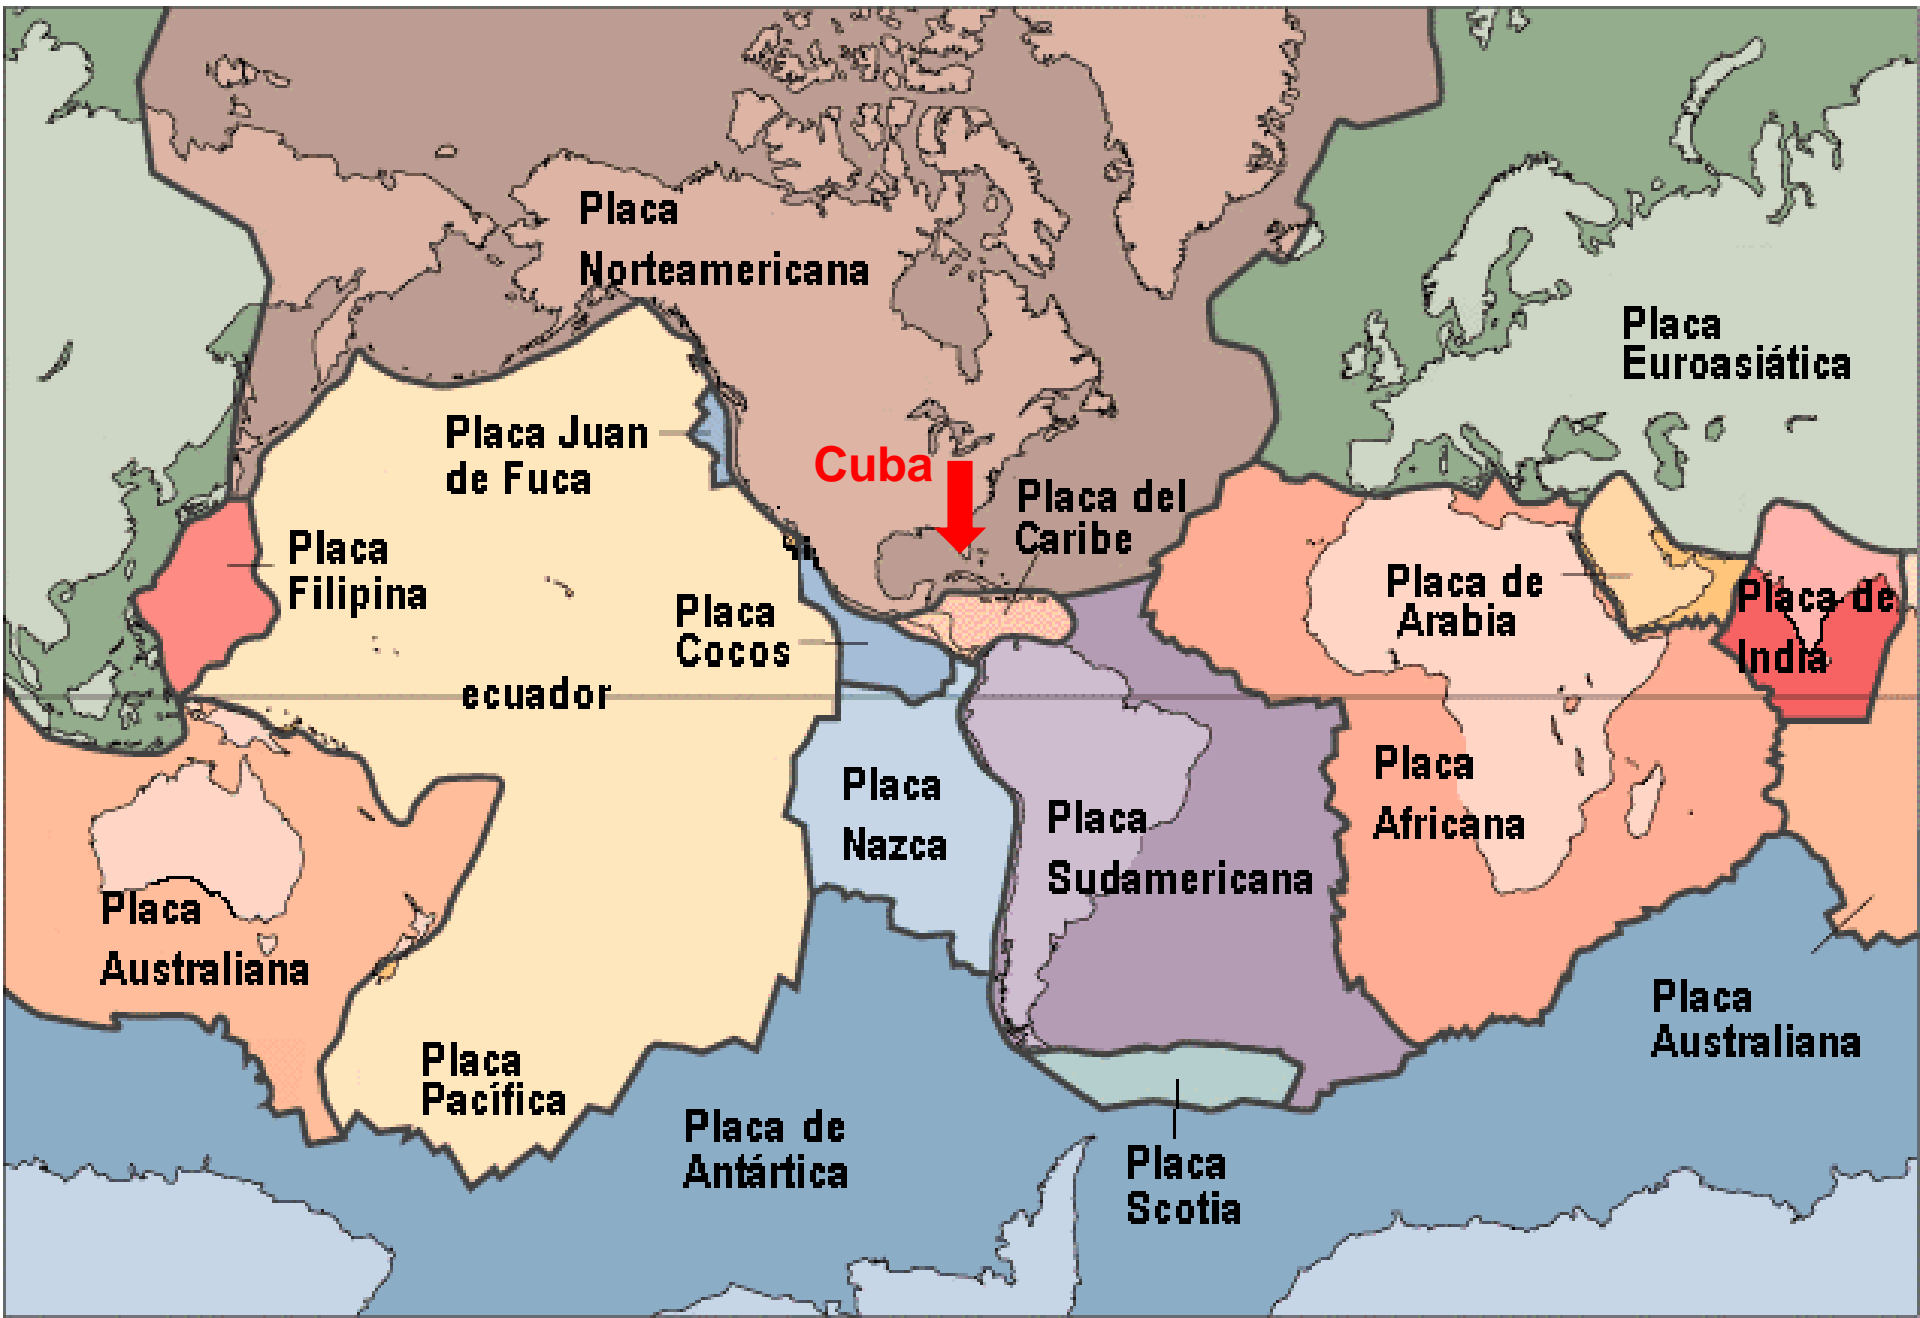 Placa
Norteamericana
Placa
Euroasiática
Placa Juan
de Fuca
Cuba
Placa del
Caribe
Placa
Filipina
Placa de
Arabia
Placa de
India
Placa
Cocos
ecuador
Placa
Nazca
Placa
Sudamericana
Placa
Africana
Placa
Australiana
Placa
Australiana
Placa
Pacífica
Placa de
Antártica
Placa
Scotia